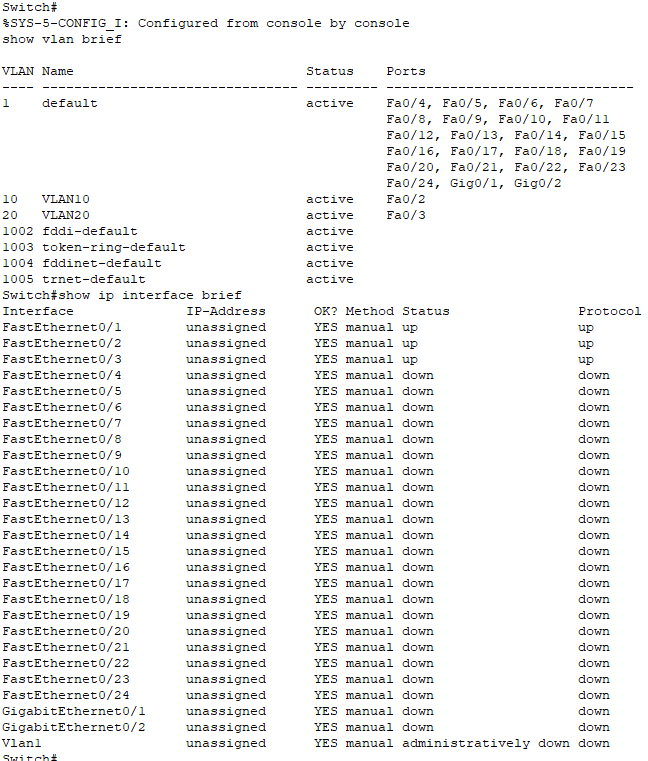 Switch#
%SYS-5-CONFIG_I: Configured from console by console
show vlan brief
VLAN Name                             Status    Ports
---- -------------------------------- --------- -------------------------------
1    default                          active    Fa0/4, Fa0/5, Fa0/6, Fa0/7
                                                Fa0/8, Fa0/9, Fa0/10, Fa0/11
                                                Fa0/12, Fa0/13, Fa0/14, Fa0/15
                                                Fa0/16, Fa0/17, Fa0/18, Fa0/19
                                                Fa0/20, Fa0/21, Fa0/22, Fa0/23
                                                Fa0/24, Gig0/1, Gig0/2
10   VLAN10                           active    Fa0/2
20   VLAN20                           active    Fa0/3
1002 fddi-default                     active
1003 token-ring-default               active
1004 fddinet-default                  active
1005 trnet-default                    active
Switch#show ip interface brief
Interface              IP-Address      OK? Method Status                Protocol
FastEthernet0/1        unassigned      YES manual up                    up
FastEthernet0/2        unassigned      YES manual up                    up
FastEthernet0/3        unassigned      YES manual up                    up
FastEthernet0/4        unassigned      YES manual down                  down
FastEthernet0/5        unassigned      YES manual down                  down
FastEthernet0/6        unassigned      YES manual down                  down
FastEthernet0/7        unassigned      YES manual down                  down
FastEthernet0/8        unassigned      YES manual down                  down
FastEthernet0/9        unassigned      YES manual down                  down
FastEthernet0/10       unassigned      YES manual down                  down
FastEthernet0/11       unassigned      YES manual down                  down
FastEthernet0/12       unassigned      YES manual down                  down
FastEthernet0/13       unassigned      YES manual down                  down
FastEthernet0/14       unassigned      YES manual down                  down
FastEthernet0/15       unassigned      YES manual down                  down
FastEthernet0/16       unassigned      YES manual down                  down
FastEthernet0/17       unassigned      YES manual down                  down
FastEthernet0/18       unassigned      YES manual down                  down
FastEthernet0/19       unassigned      YES manual down                  down
FastEthernet0/20       unassigned      YES manual down                  down
FastEthernet0/21       unassigned      YES manual down                  down
FastEthernet0/22       unassigned      YES manual down                  down
FastEthernet0/23       unassigned      YES manual down                  down
FastEthernet0/24       unassigned      YES manual down                  down
GigabitEthernet0/1     unassigned      YES manual down                  down
GigabitEthernet0/2     unassigned      YES manual down                  down
Vlan1                  unassigned      YES manual administratively down down
Switch#